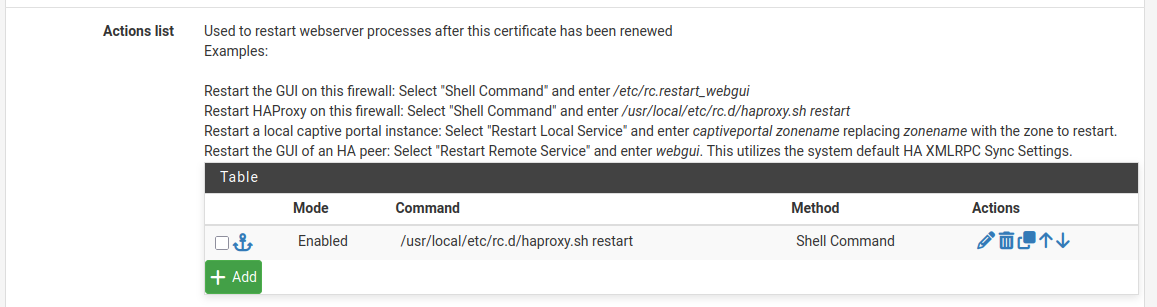 Actions list
Used to restart webserver processes after this certificate has been renewed
Examples:
Restart the GUI on this firewall: Select "Shell Command" and enter /etc/rc.restart_webgui
Restart HAProxy on this firewall: Select "Shell Command" and enter /usr/local/etc/rc.d/haproxy.sh restart
Restart a local captive portal instance: Select "Restart Local Service" and enter captiveportal zonename replacing zonename with the zone to restart.
Restart the GUI of an HA peer: Select "Restart Remote Service" and enter webgui. This utilizes the system default HA XMLRPC Sync Settings.
Table
Mode Command Method Actions
Enabled /usr/local/etc/rc.d/haproxy.sh restart Shell Command
Add